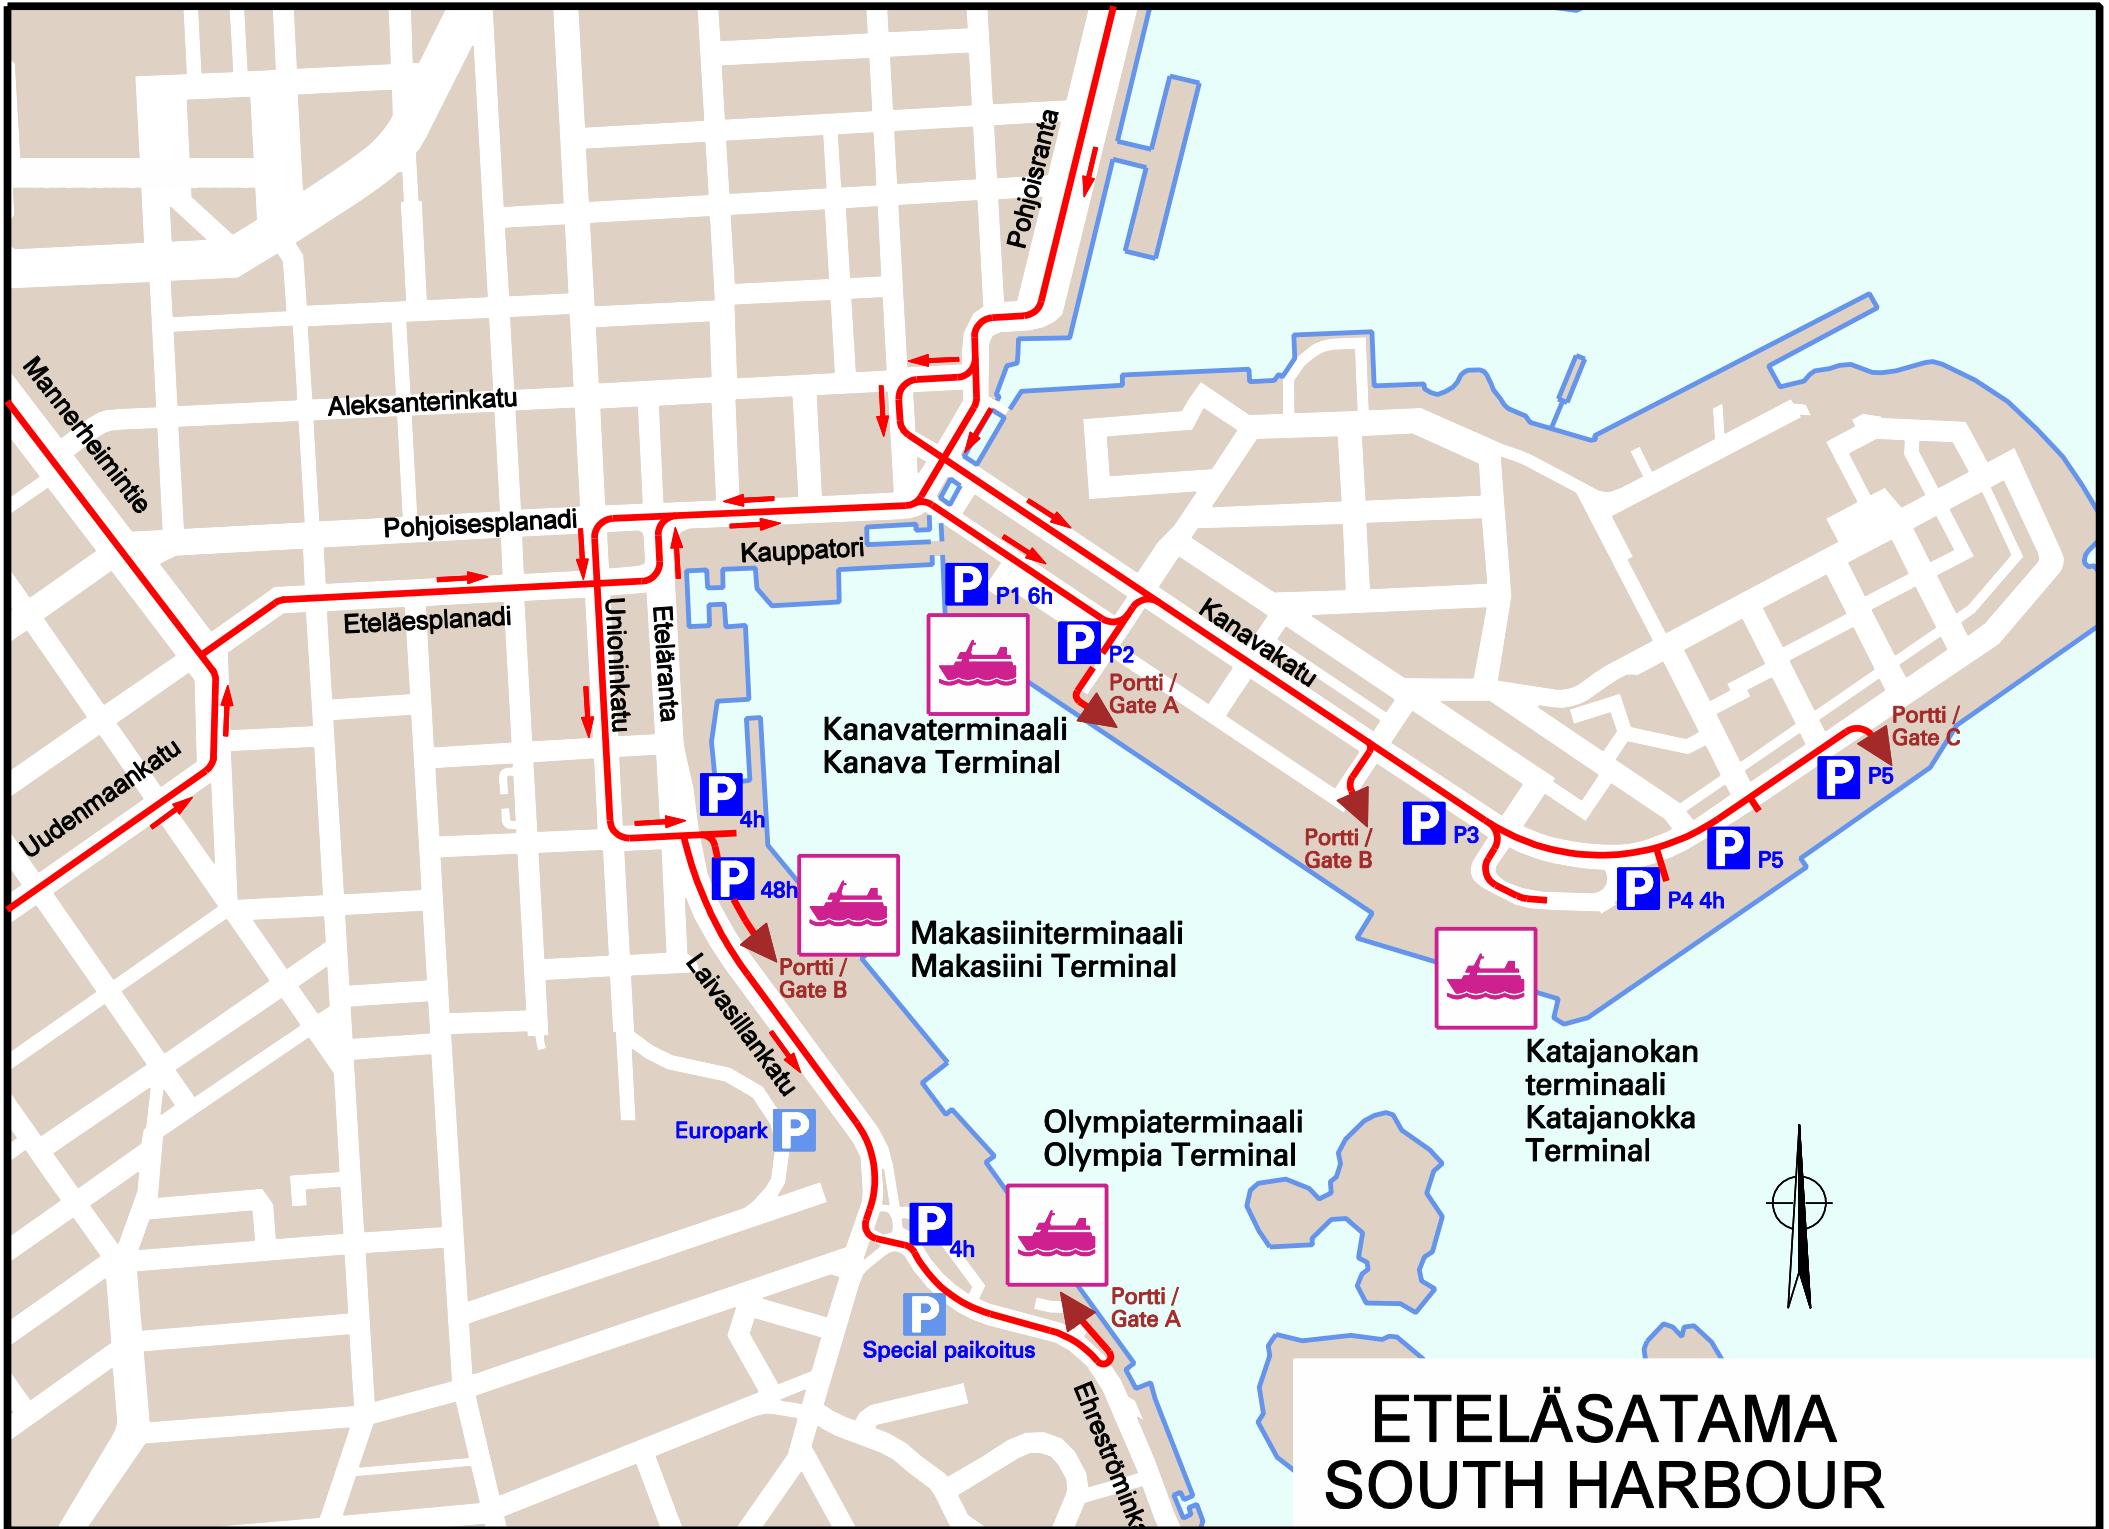 Pohjoisranta
Mannerheimintie
Aleksanterinkatu
Pohjoisesplanadi
Kauppatori
P
P1 6h
Eteläesplanadi
Unioninkatu
Eteläranta
Kanavakatu
P
P2
Portti /
Gate A
Kanavaterminaali
Kanava Terminal
Portti /
Gate C
Uudenmaankatu
P
4h
P
P3
Portti /
Gate B
P
P5
P
P5
P
48h
P
P4 4h
Makasiiniterminaali
Makasiini Terminal
Portti /
Gate B
Laivasillankatu
Katajanokan
terminaali
Katajanokka
Terminal
Europark
P
Olympiaterminaali
Olympia Terminal
P
4h
P
Special paikoitus
Portti /
Gate A
Ehreströminka
ETELÄSATAMA
SOUTH HARBOUR